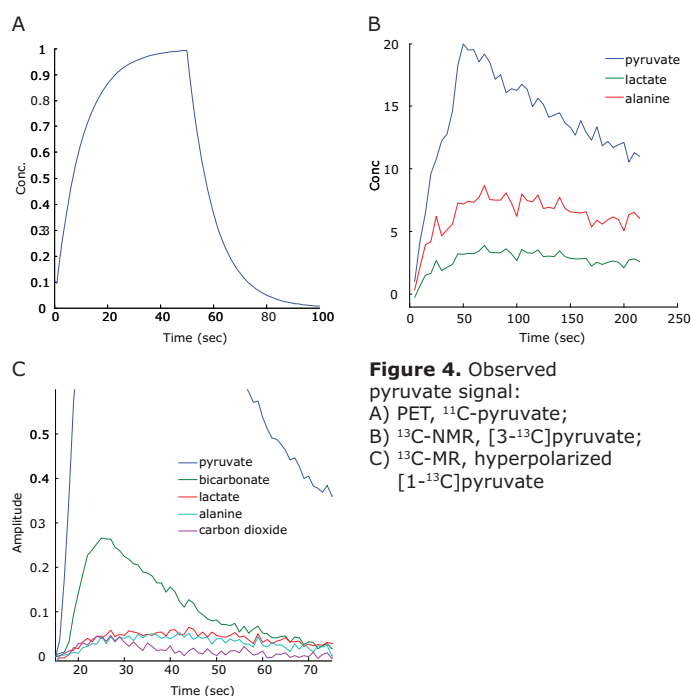 A
1
0.9
0.8
0.7
0.6
0.5
0.4
0.3
0.2
0.1
0
Conc.
0
20
40
60
80
100
Time (sec)
B
20
15
10
5
0
Conc
pyruvate
lactate
alanine
0
50
100
150
200
250
Time (sec)
C
0.5
0.4
0.3
0.2
0.1
0
Amplitude
pyruvate
bicarbonate
lactate
alanine
carbon dioxide
20
30
40
50
60
70
Time (sec)
Figure 4. Observed
pyruvate signal:
A) PET, ¹¹C-pyruvate;
B) ¹³C-NMR, [3-¹³C]pyruvate;
C) ¹³C-MR, hyperpolarized
[1-¹³C]pyruvate